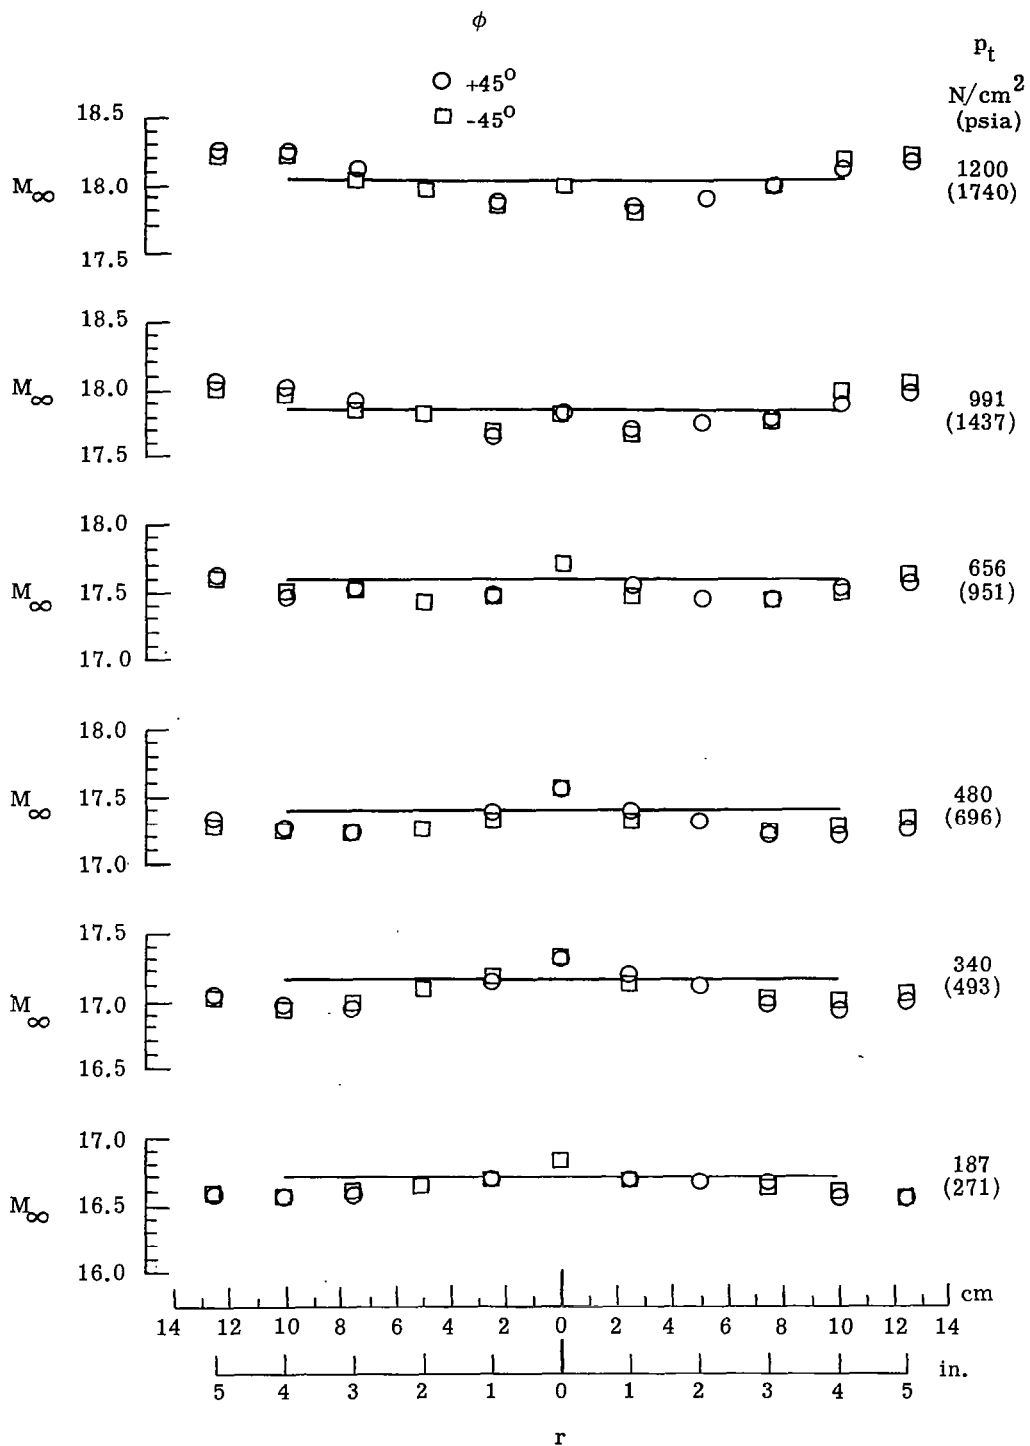 ϕ
+45°
-45°
p_t
N/cm²
(psia)
18.5
M∞ 18.0
17.5
1200
(1740)
18.5
M∞ 18.0
17.5
991
(1437)
18.0
M∞ 17.5
17.0
656
(951)
18.0
M∞ 17.5
17.0
480
(696)
17.5
M∞ 17.0
16.5
340
(493)
17.0
M∞ 16.5
16.0
187
(271)
cm
14 12 10 8 6 4 2 0 2 4 6 8 10 12 14
in.
5 4 3 2 1 0 1 2 3 4 5
r